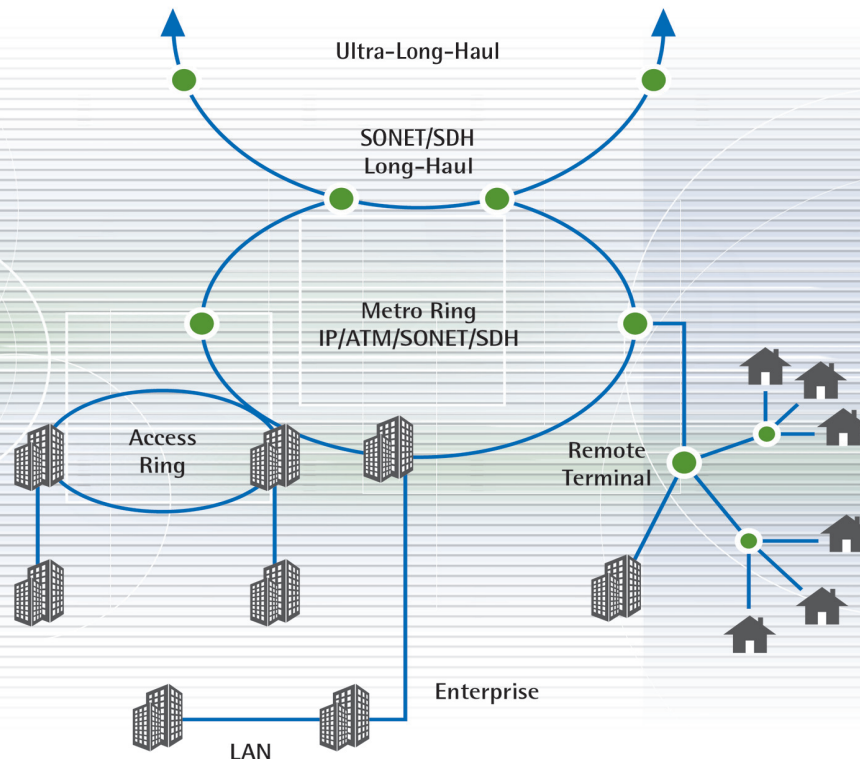 Ultra-Long-Haul
SONET/SDH
Long-Haul
Metro Ring
IP/ATM/SONET/SDH
Access
Ring
Remote
Terminal
Enterprise
LAN